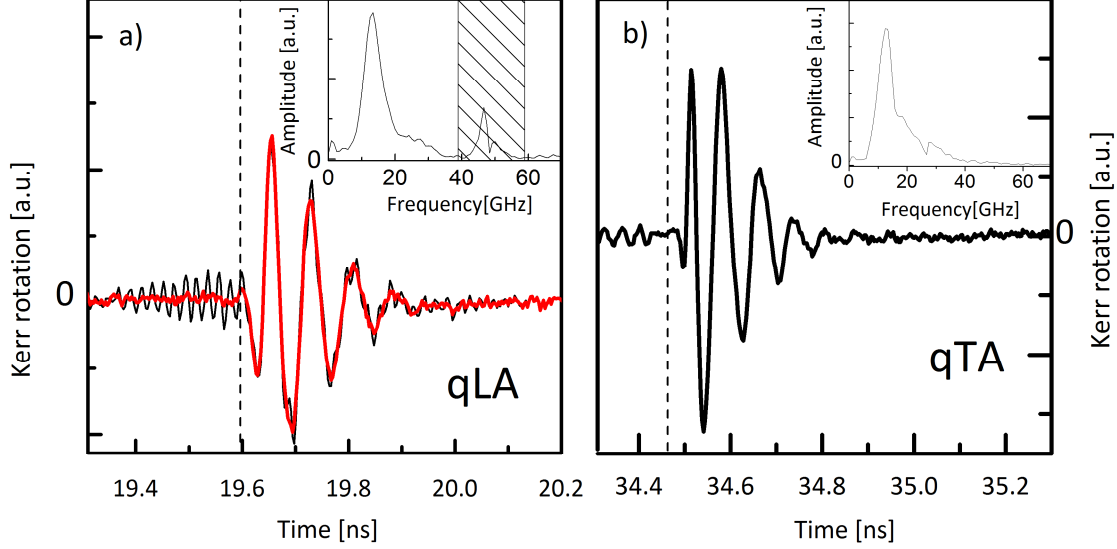 a)
Amplitude [a.u.]
0
0 20 40 60
Frequency[GHz]
Kerr rotation [a.u.]
0
qLA
19.4 19.6 19.8 20.0 20.2
Time [ns]
b)
Amplitude [a.u.]
0 20 40 60
Frequency[GHz]
0
Kerr rotation [a.u.]
qTA
34.4 34.6 34.8 35.0 35.2
Time [ns]